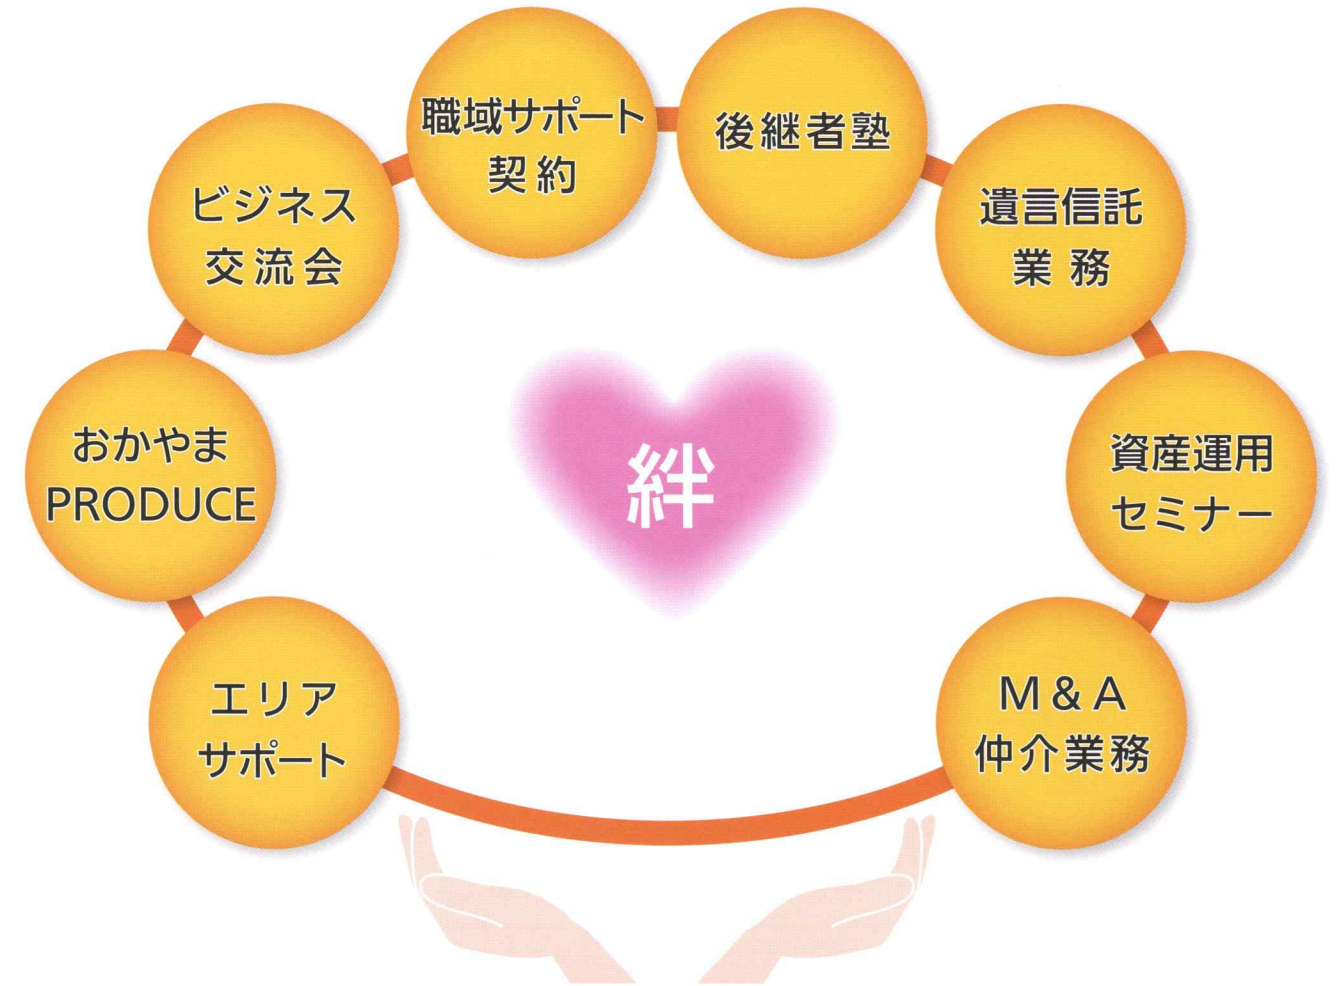 職域サポート
契約
後継者塾
ビジネス
交流会
遺言信託
業務
おかやま
PRODUCE
絆
資産運用
セミナー
エリア
サポート
M&A
仲介業務